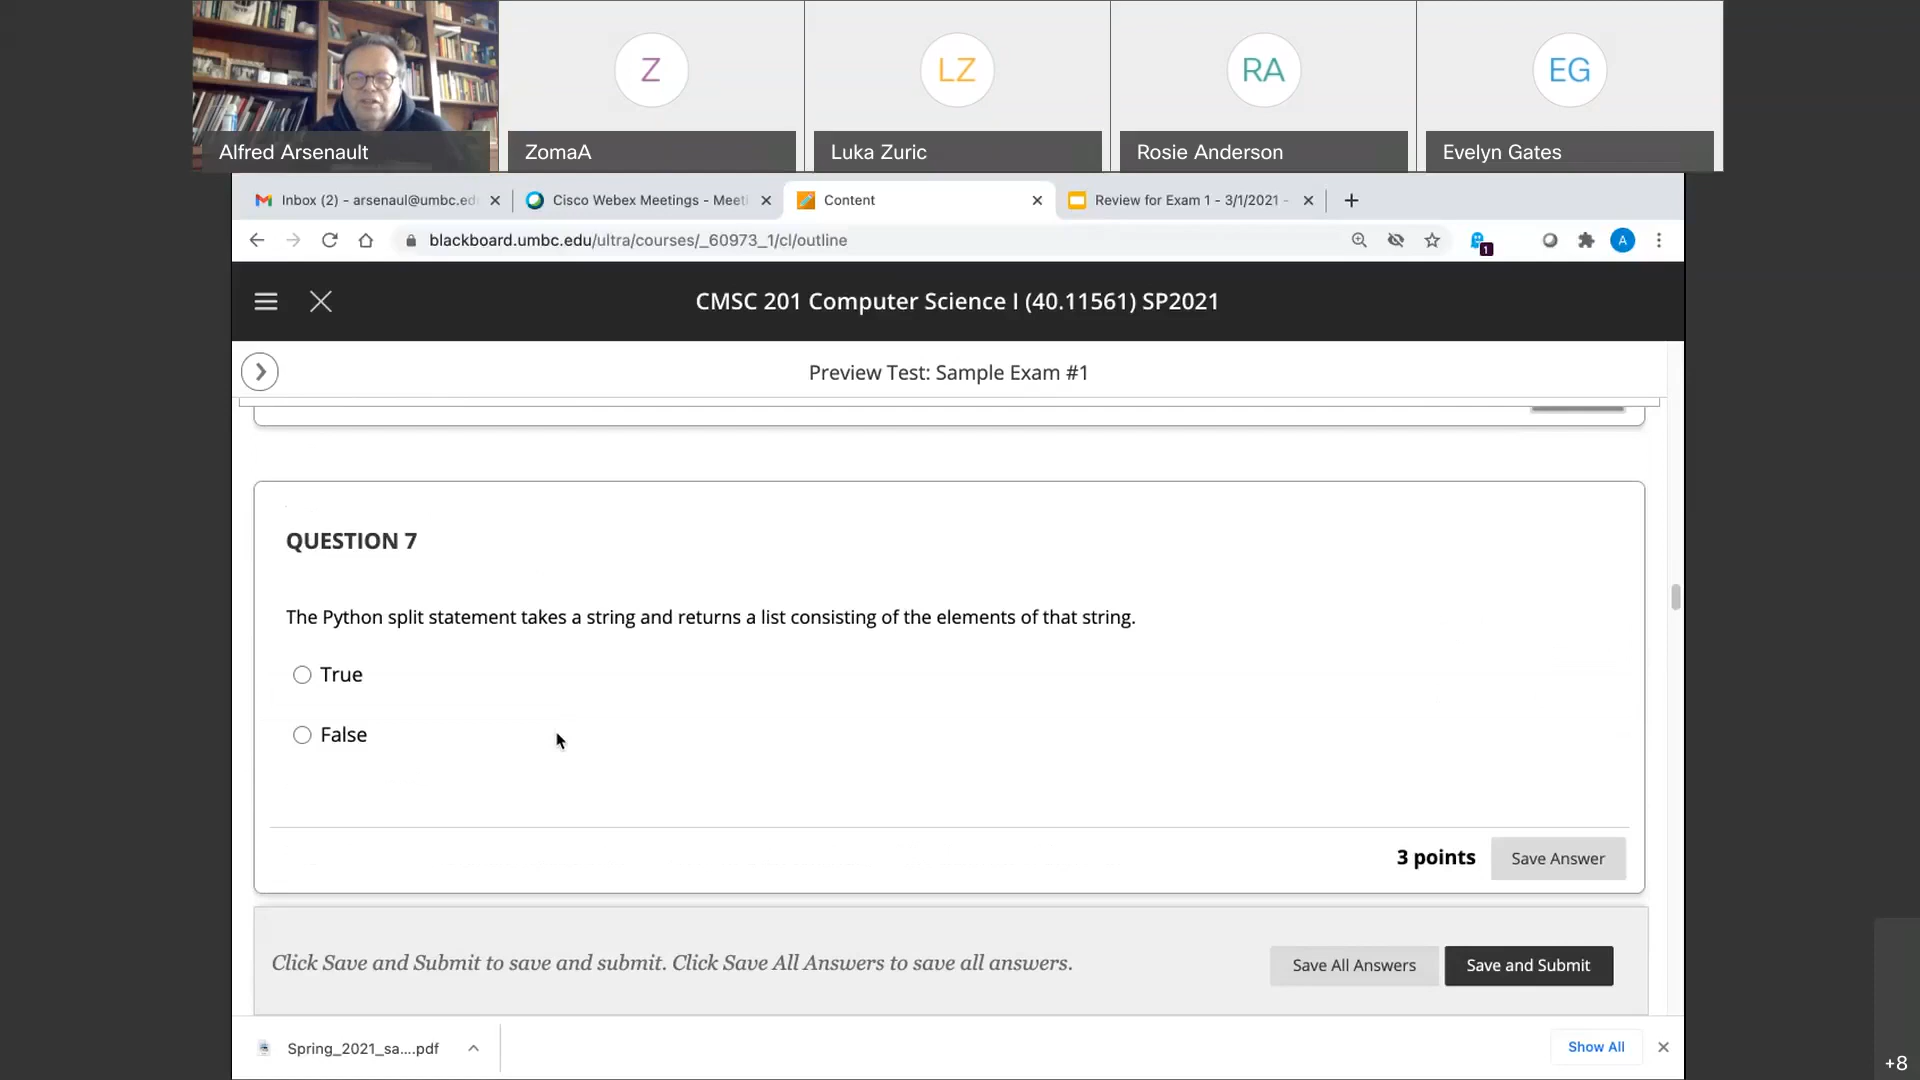 Z
LZ
RA
EG
Alfred Arsenault
ZomaA
Luka Zuric
Rosie Anderson
Evelyn Gates
Inbox (2) - arsenaul@umbc.ed
Cisco Webex Meetings - Meeti
Content
Review for Exam 1 - 3/1/2021 -
blackboard.umbc.edu/ultra/courses/_60973_1/cl/outline
1
A
CMSC 201 Computer Science I (40.11561) SP2021
Preview Test: Sample Exam #1
QUESTION 7
The Python split statement takes a string and returns a list consisting of the elements of that string.
True
False
3 points
Save Answer
Click Save and Submit to save and submit. Click Save All Answers to save all answers.
Save All Answers
Save and Submit
Spring_2021_sa....pdf
Show All
+8